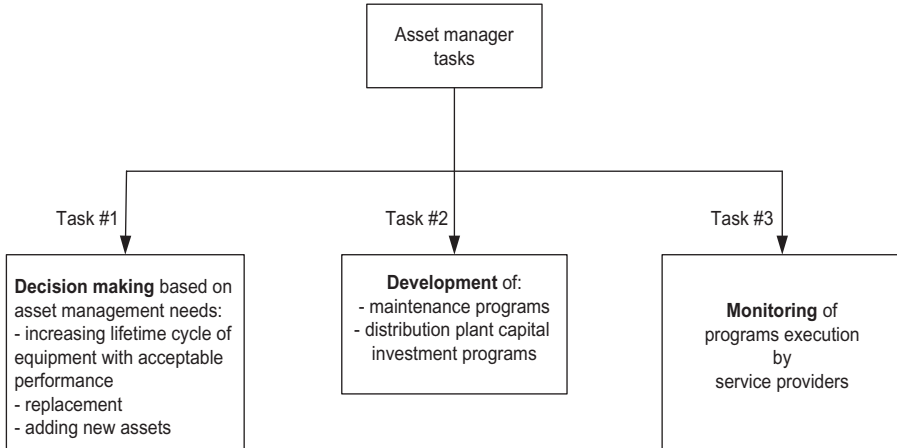 Asset manager
tasks
Task #1
Task #2
Task #3
Decision making based on
asset management needs:
- increasing lifetime cycle of
equipment with acceptable
performance
- replacement
- adding new assets
Development of:
- maintenance programs
- distribution plant capital
investment programs
Monitoring of
programs execution
by
service providers